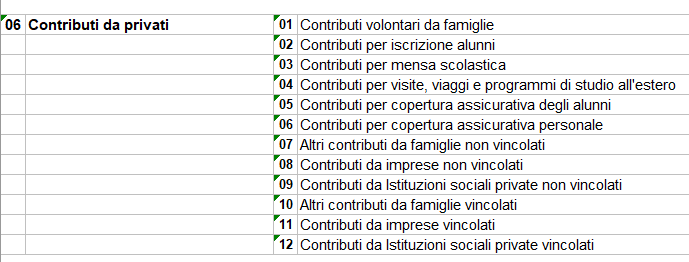 06 Contributi da privati 01 Contributi volontari da famiglie
02 Contributi per iscrizione alunni
03 Contributi per mensa scolastica
04 Contributi per visite, viaggi e programmi di studio all'estero
05 Contributi per copertura assicurativa degli alunni
06 Contributi per copertura assicurativa personale
07 Altri contributi da famiglie non vincolati
08 Contributi da imprese non vincolati
09 Contributi da Istituzioni sociali private non vincolati
10 Altri contributi da famiglie vincolati
11 Contributi da imprese vincolati
12 Contributi da Istituzioni sociali private vincolati